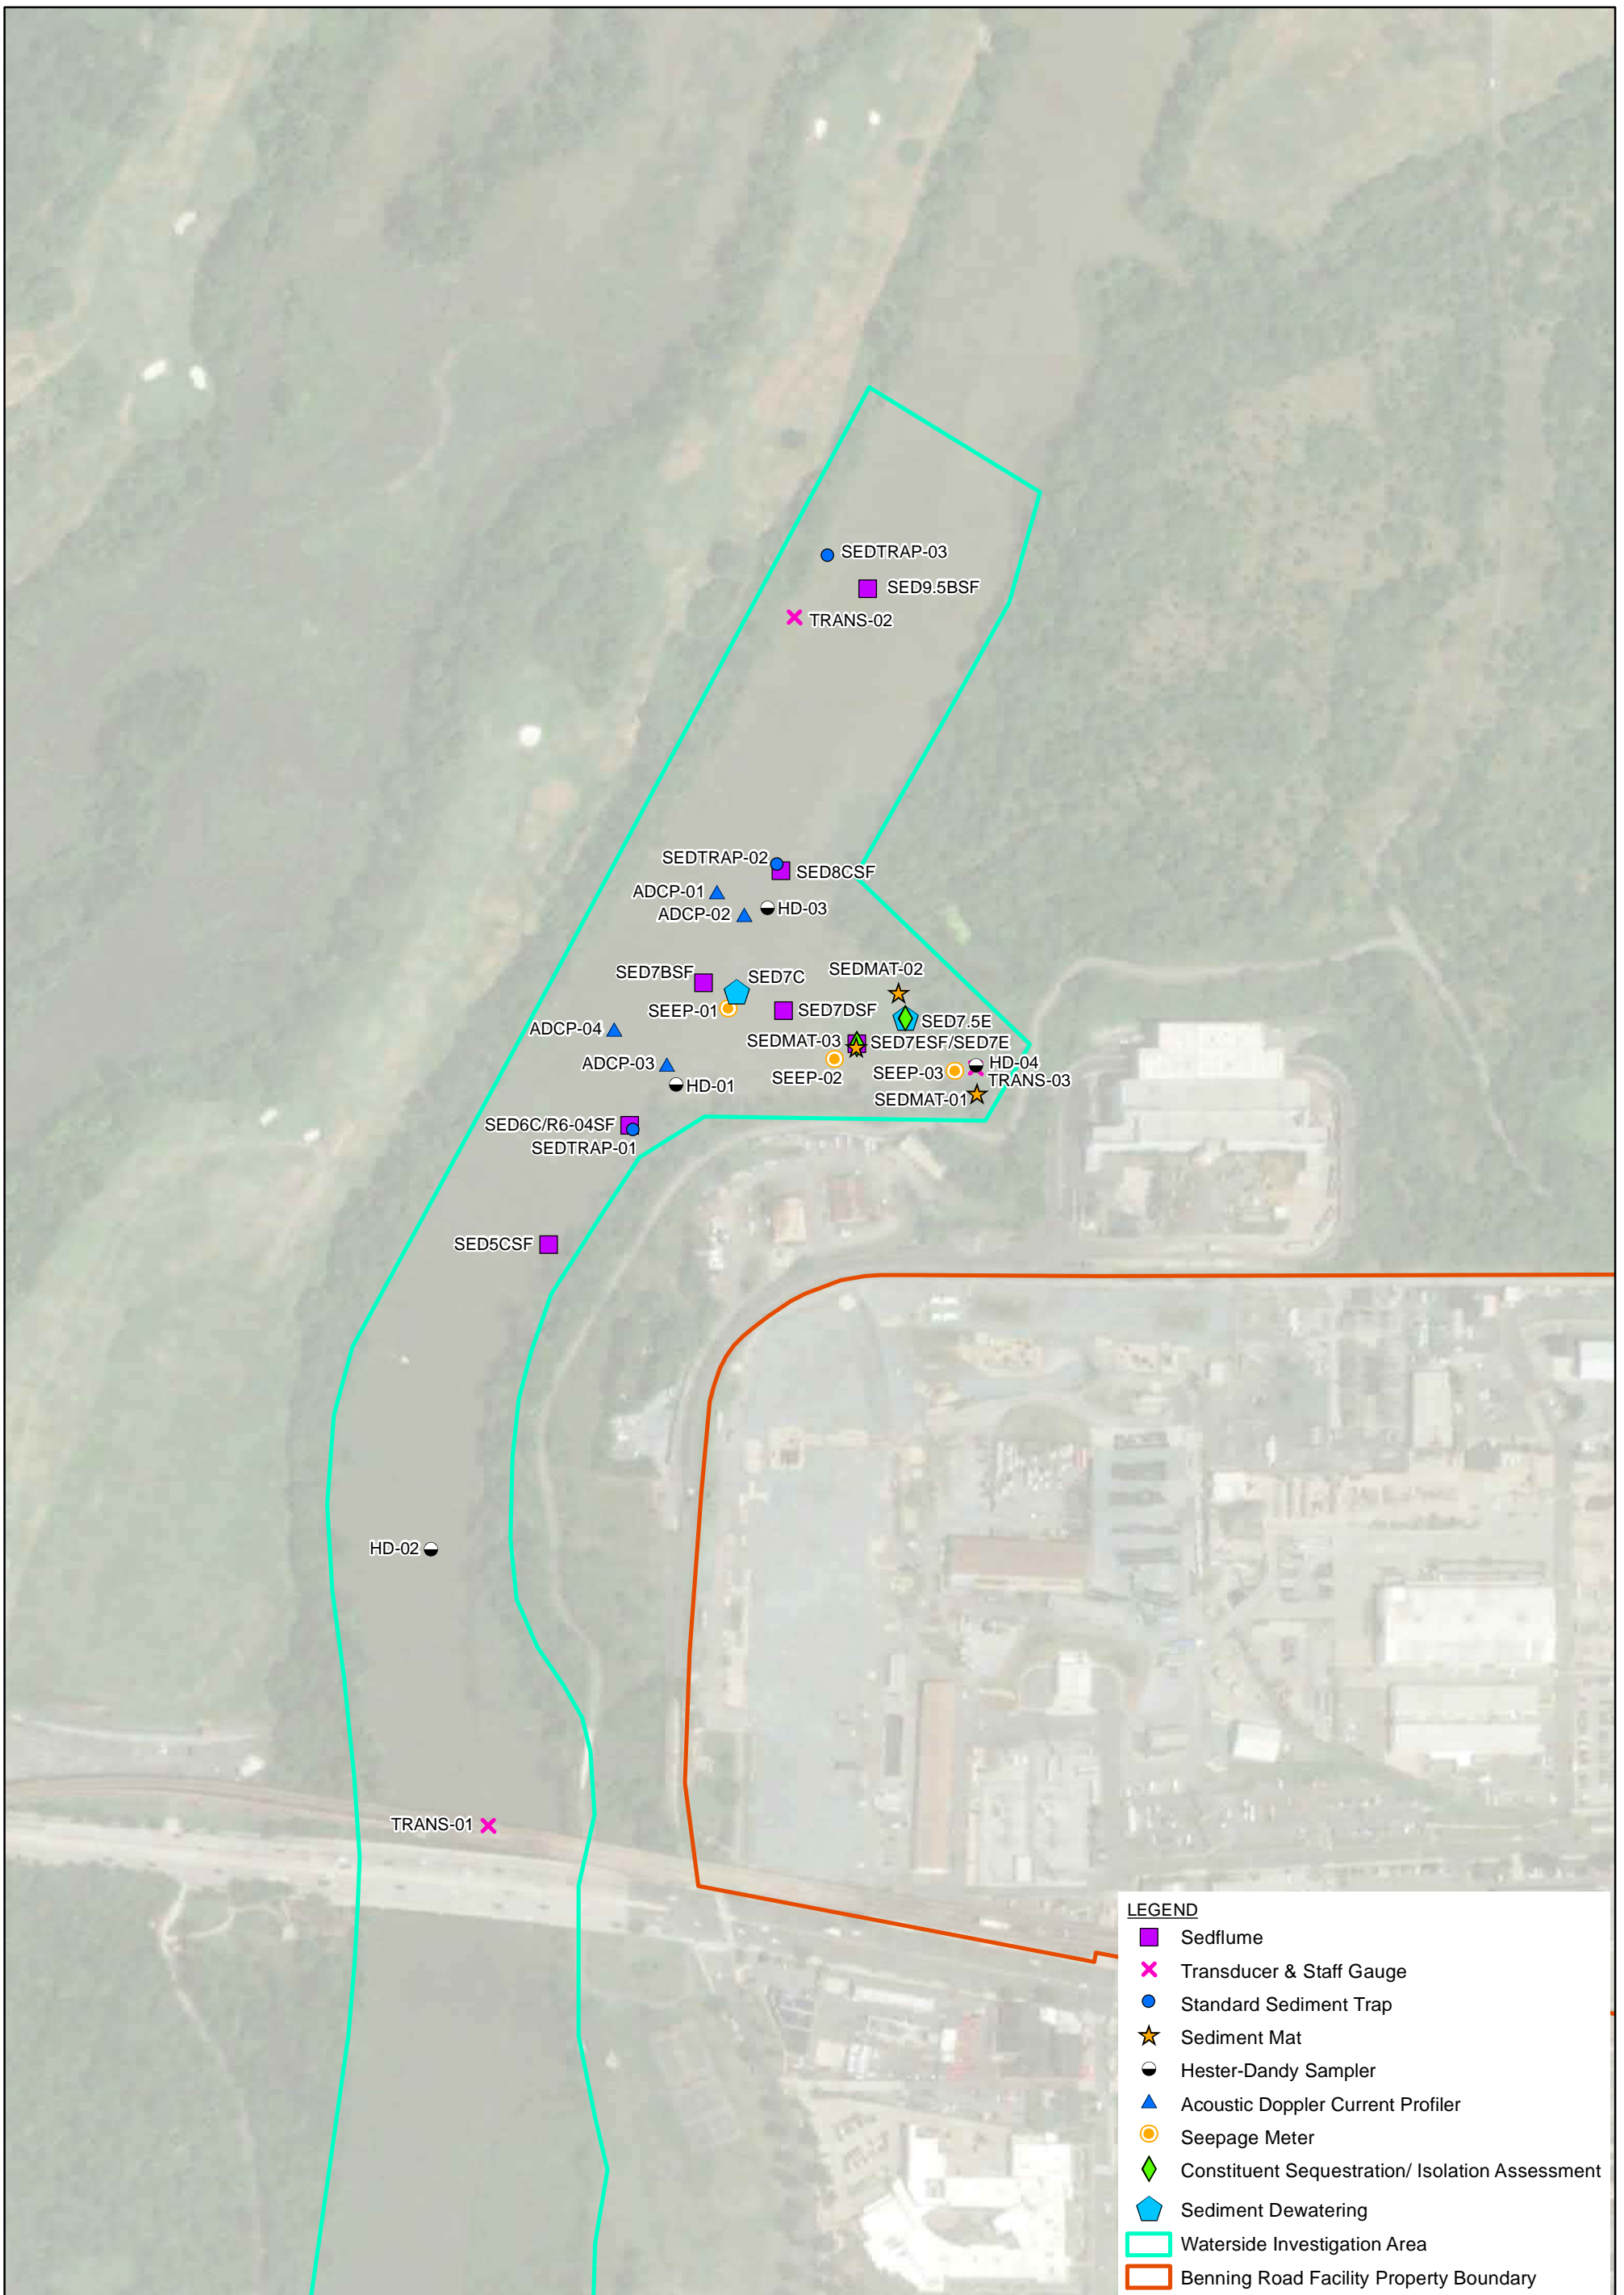 SEDTRAP-03
SED9.5BSF
TRANS-02
SEDTRAP-02
SED8CSF
ADCP-01
ADCP-02
HD-03
SED7BSF
SED7C
SEDMAT-02
SEEP-01
SED7DSF
SED7.5E
ADCP-04
SEDMAT-03
SED7ESF/SED7E
ADCP-03
SEEP-02
SEEP-03
HD-04
TRANS-03
HD-01
SEDMAT-01
SED6C/R6-04SF
SEDTRAP-01
SED5CSF
HD-02
TRANS-01
LEGEND
Sedflume
Transducer & Staff Gauge
Standard Sediment Trap
Sediment Mat
Hester-Dandy Sampler
Acoustic Doppler Current Profiler
Seepage Meter
Constituent Sequestration/ Isolation Assessment
Sediment Dewatering
Waterside Investigation Area
Benning Road Facility Property Boundary